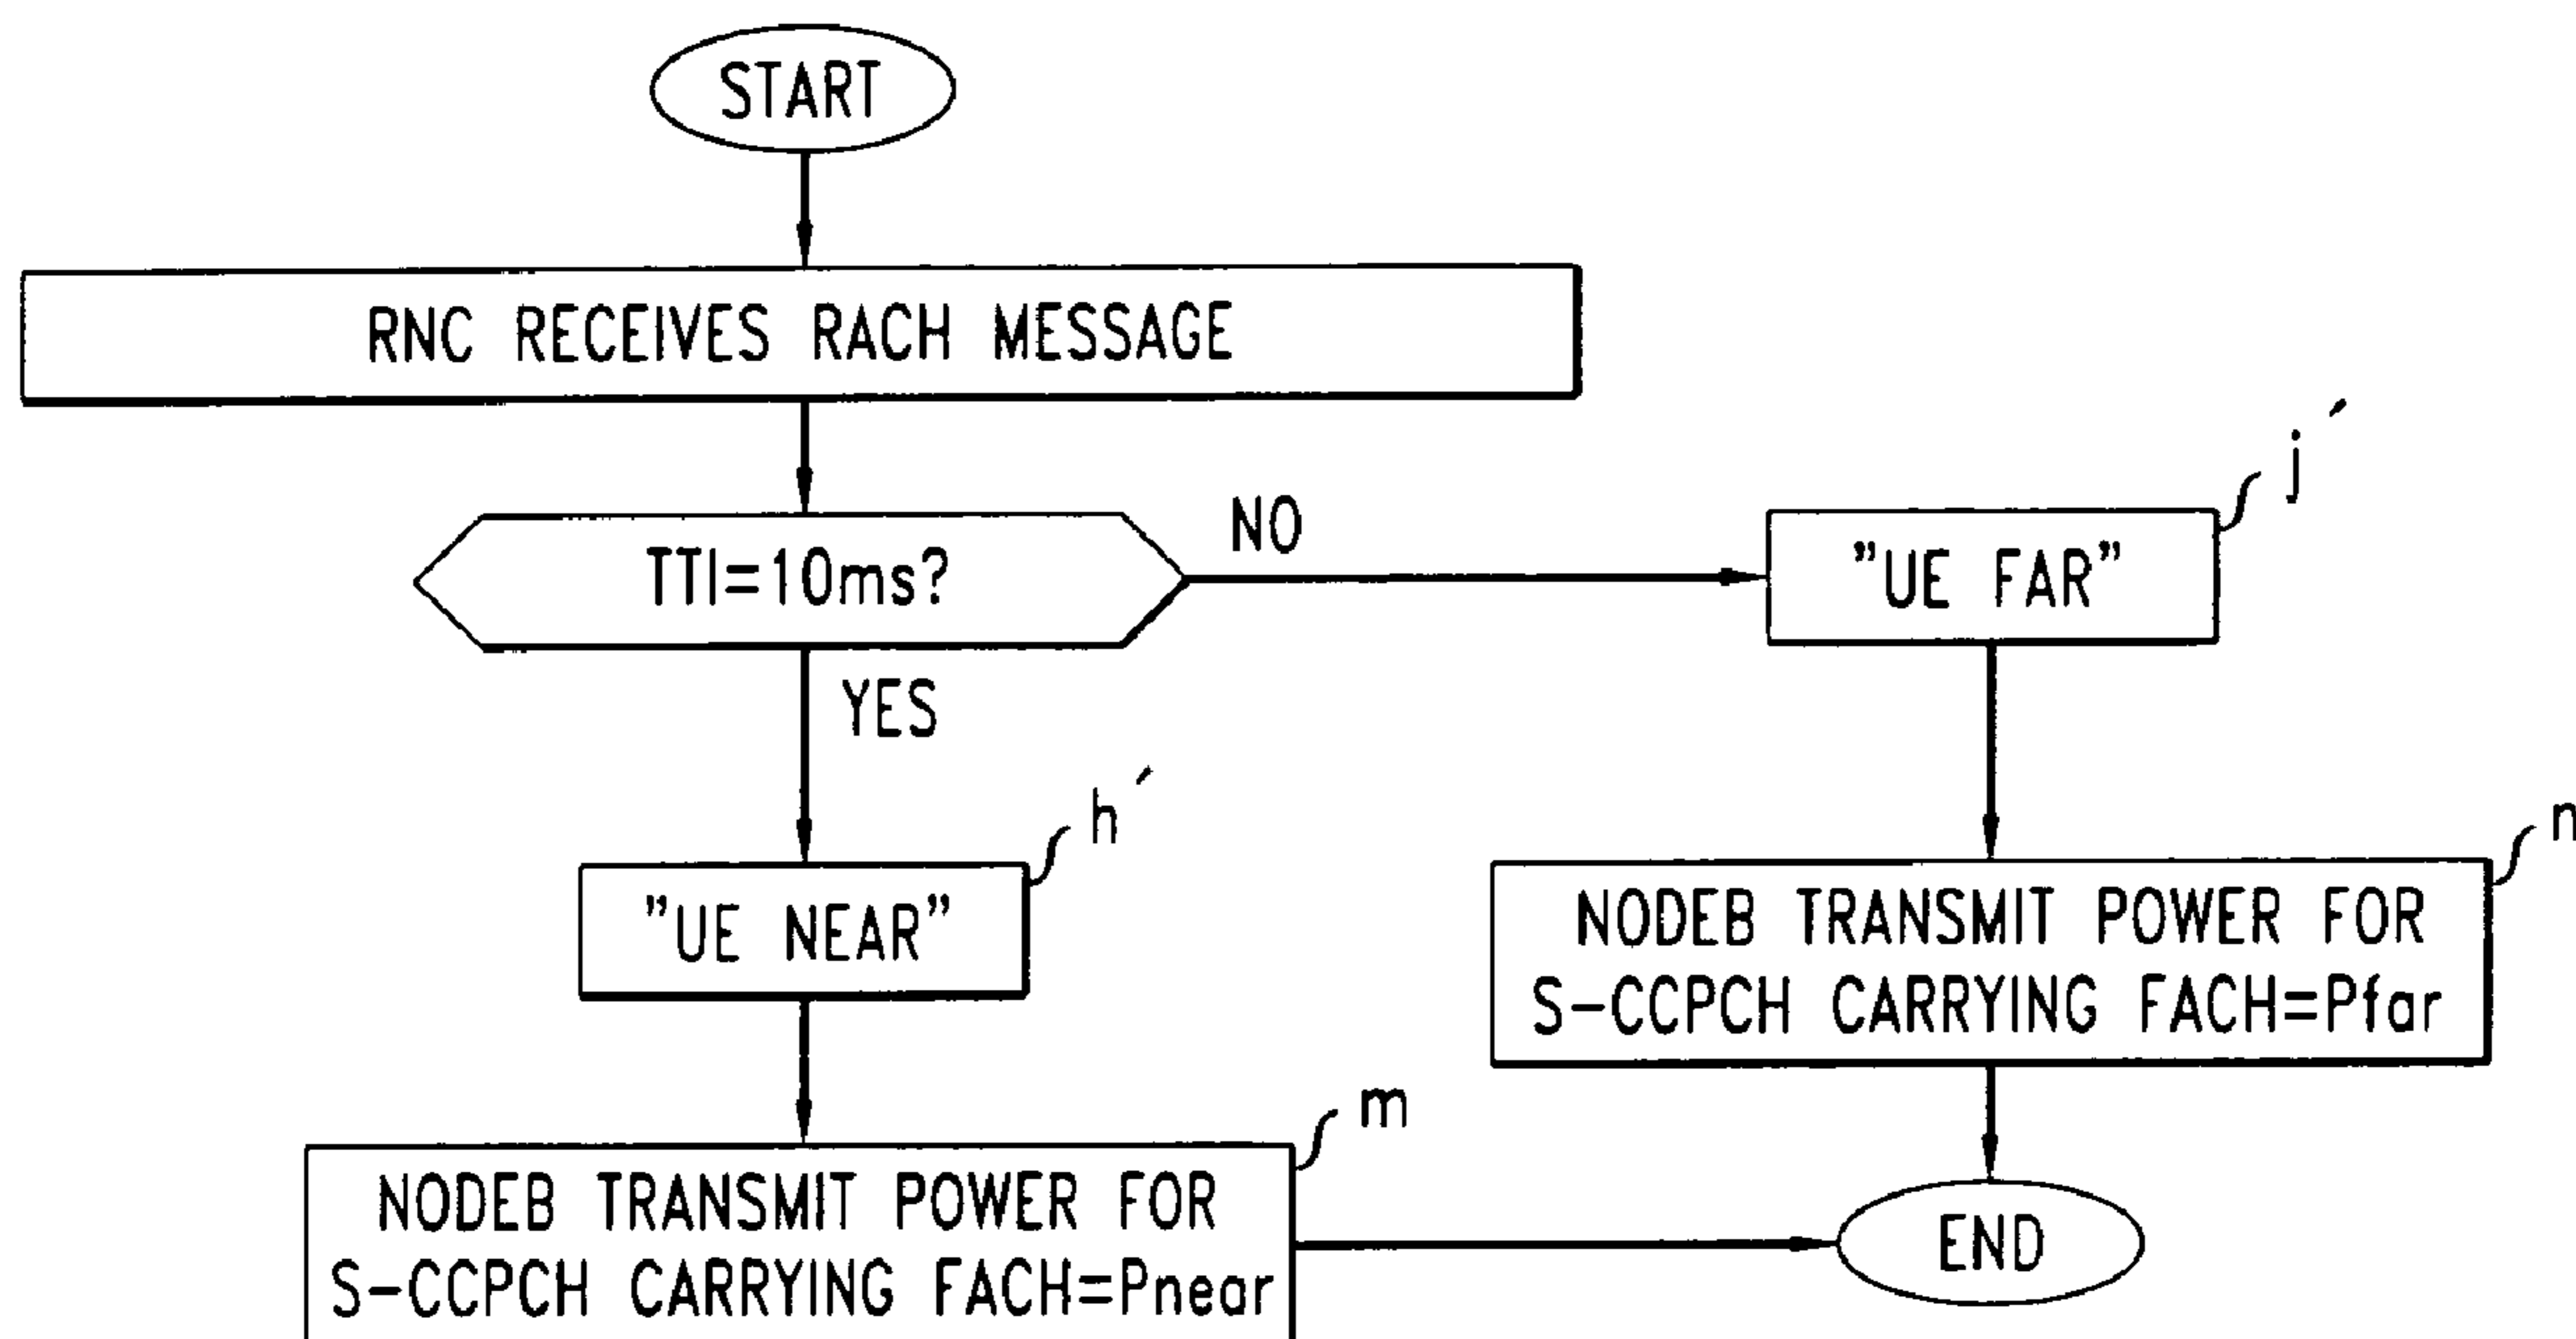 START
RNC RECEIVES RACH MESSAGE
TTI=10ms?
NO
"UE FAR"
j´
YES
"UE NEAR"
h´
NODEB TRANSMIT POWER FOR
S-CCPCH CARRYING FACH=Pfar
n
NODEB TRANSMIT POWER FOR
S-CCPCH CARRYING FACH=Pnear
m
END